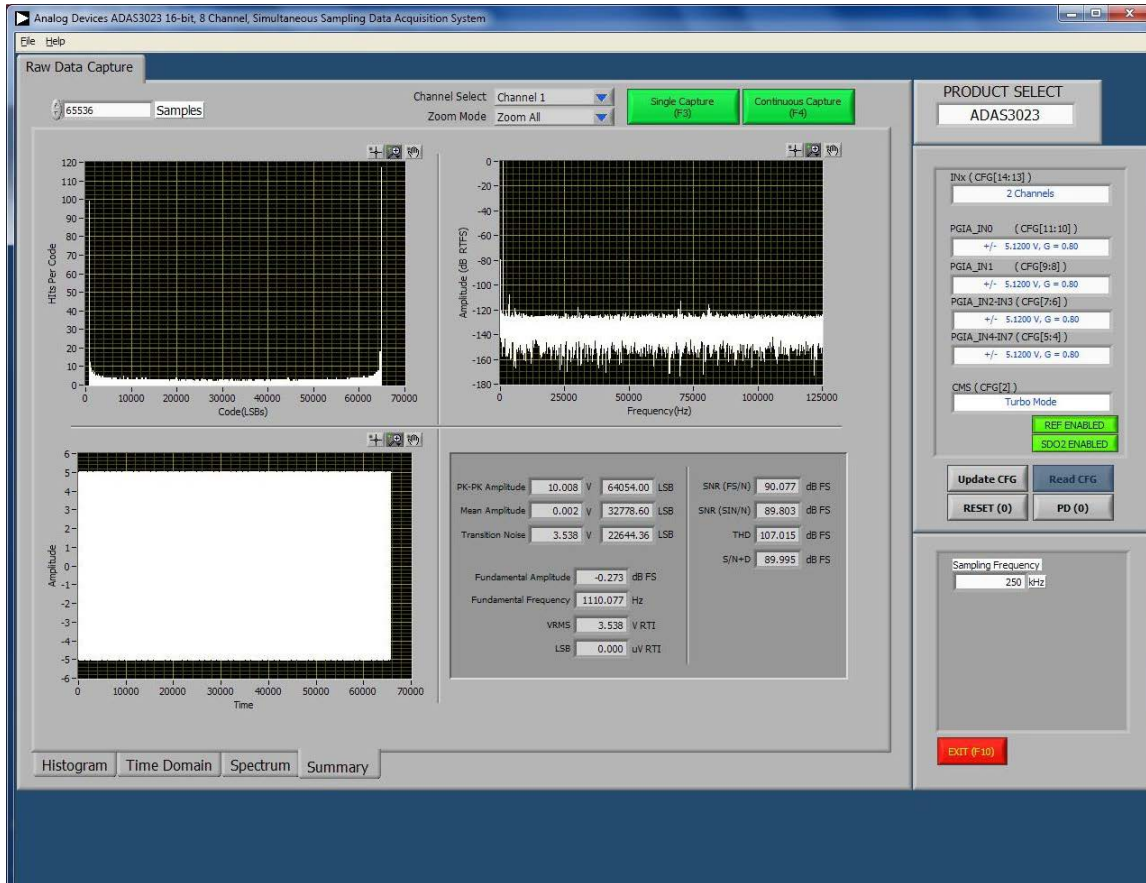 Analog Devices ADAS3023 16-bit, 8 Channel, Simultaneous Sampling Data Acquisition System
File Help
Raw Data Capture
65536 Samples
Channel Select Channel 1
Zoom Mode Zoom All
Single Capture
(F3)
Continuous Capture
(F4)
120
110
100
90
80
70
60
50
40
30
20
10
0
Hits Per Code
0 10000 20000 30000 40000 50000 60000 70000
Code(LSBs)
0
-20
-40
-60
-80
-100
-120
-140
-160
-180
Amplitude (dB RTFS)
0 25000 50000 75000 100000 125000
Frequency(Hz)
6
5
4
3
2
1
0
-1
-2
-3
-4
-5
-6
Amplitude
0 10000 20000 30000 40000 50000 60000 70000
Time
PK-PK Amplitude 10.008 V 64054.00 LSB
Mean Amplitude 0.002 V 32778.60 LSB
Transition Noise 3.538 V 22644.36 LSB
Fundamental Amplitude -0.273 dB FS
Fundamental Frequency 1110.077 Hz
VRMS 3.538 V RTI
LSB 0.000 uV RTI
SNR (FS/N) 90.077 dB FS
SNR (SIN/N) 89.803 dB FS
THD 107.015 dB FS
S/N+D 89.995 dB FS
Histogram Time Domain Spectrum Summary
PRODUCT SELECT
ADAS3023
INx ( CFG[14:13] )
2 Channels
PGIA_IN0 ( CFG[11:10] )
+/- 5.1200 V, G = 0.80
PGIA_IN1 ( CFG[9:8] )
+/- 5.1200 V, G = 0.80
PGIA_IN2-IN3 ( CFG[7:6] )
+/- 5.1200 V, G = 0.80
PGIA_IN4-IN7 ( CFG[5:4] )
+/- 5.1200 V, G = 0.80
CMS ( CFG[2] )
Turbo Mode
REF ENABLED
SDO2 ENABLED
Update CFG Read CFG
RESET (0) PD (0)
Sampling Frequency
250 kHz
EXIT (F10)